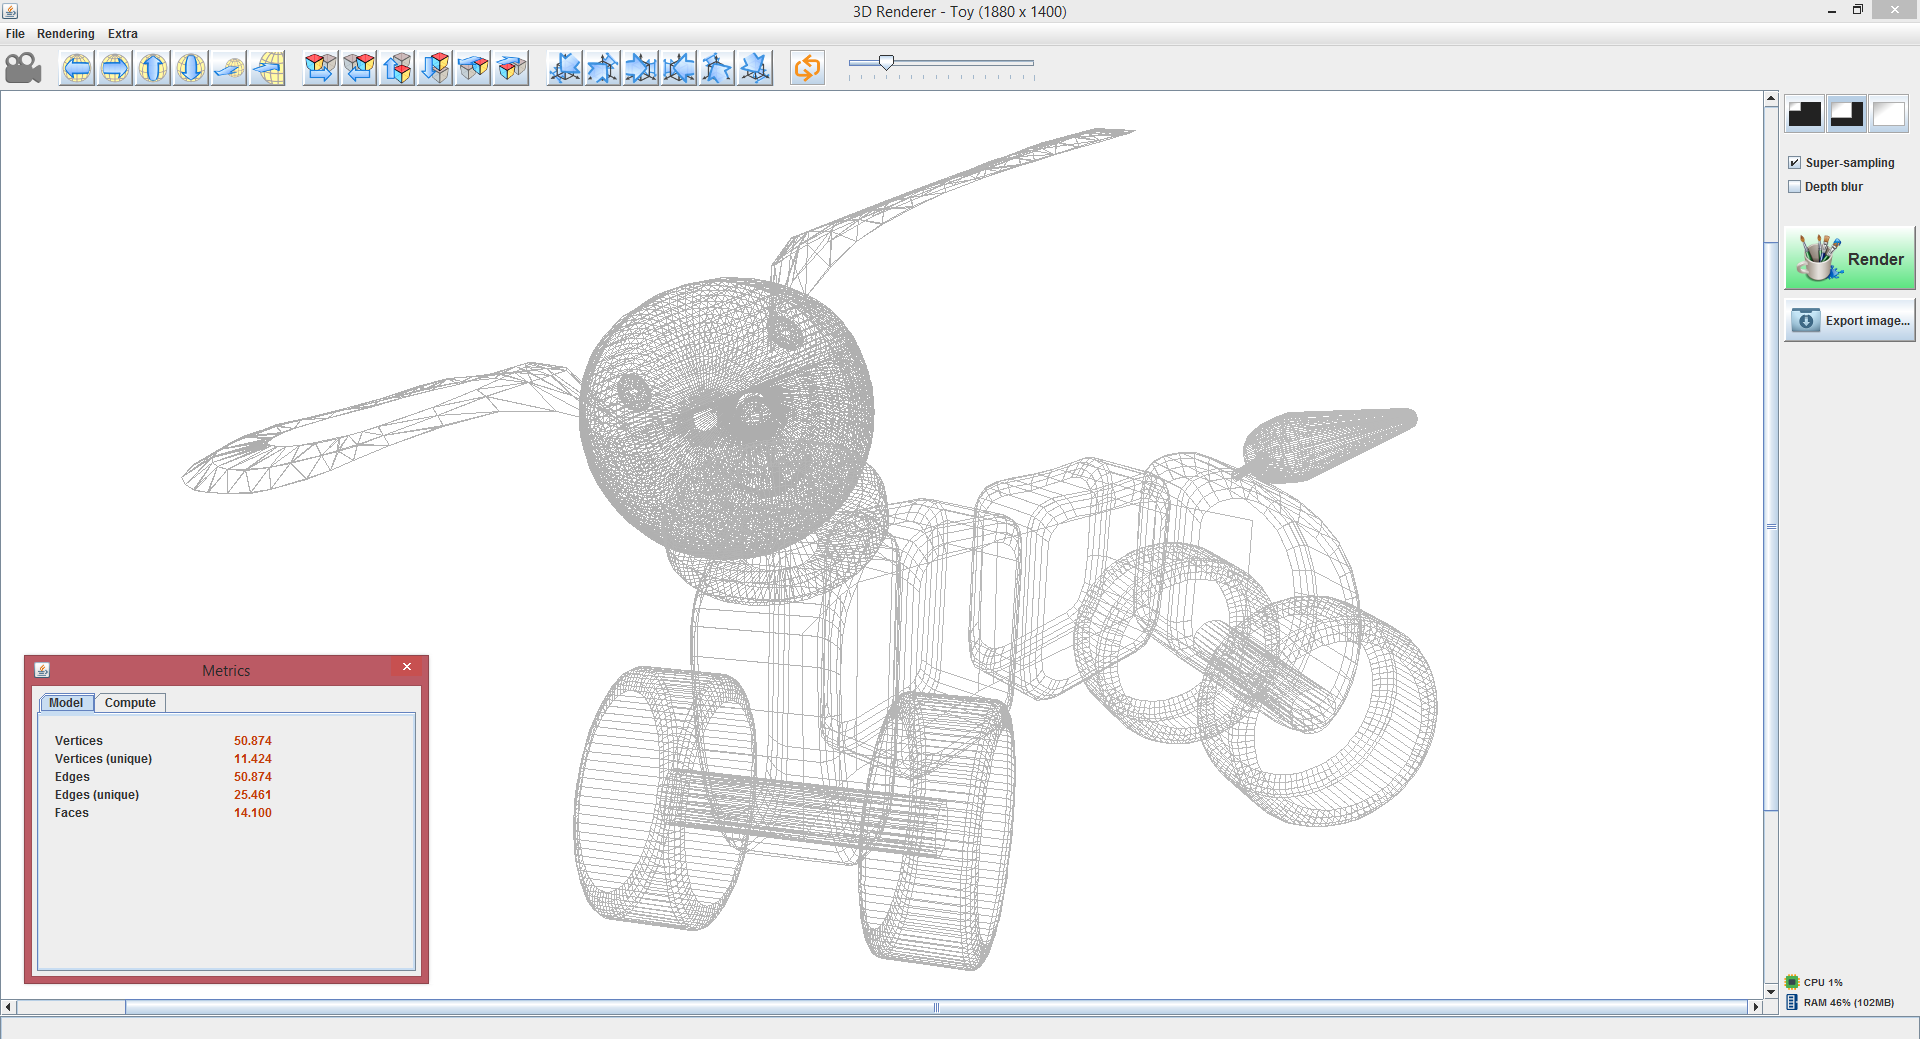 3D Renderer - Toy (1880 x 1400)
File Rendering Extra
Super-sampling
Depth blur
Render
Export image...
Metrics
Model Compute
Vertices 50.874
Vertices (unique) 11.424
Edges 50.874
Edges (unique) 25.461
Faces 14.100
CPU 1%
RAM 46% (102MB)